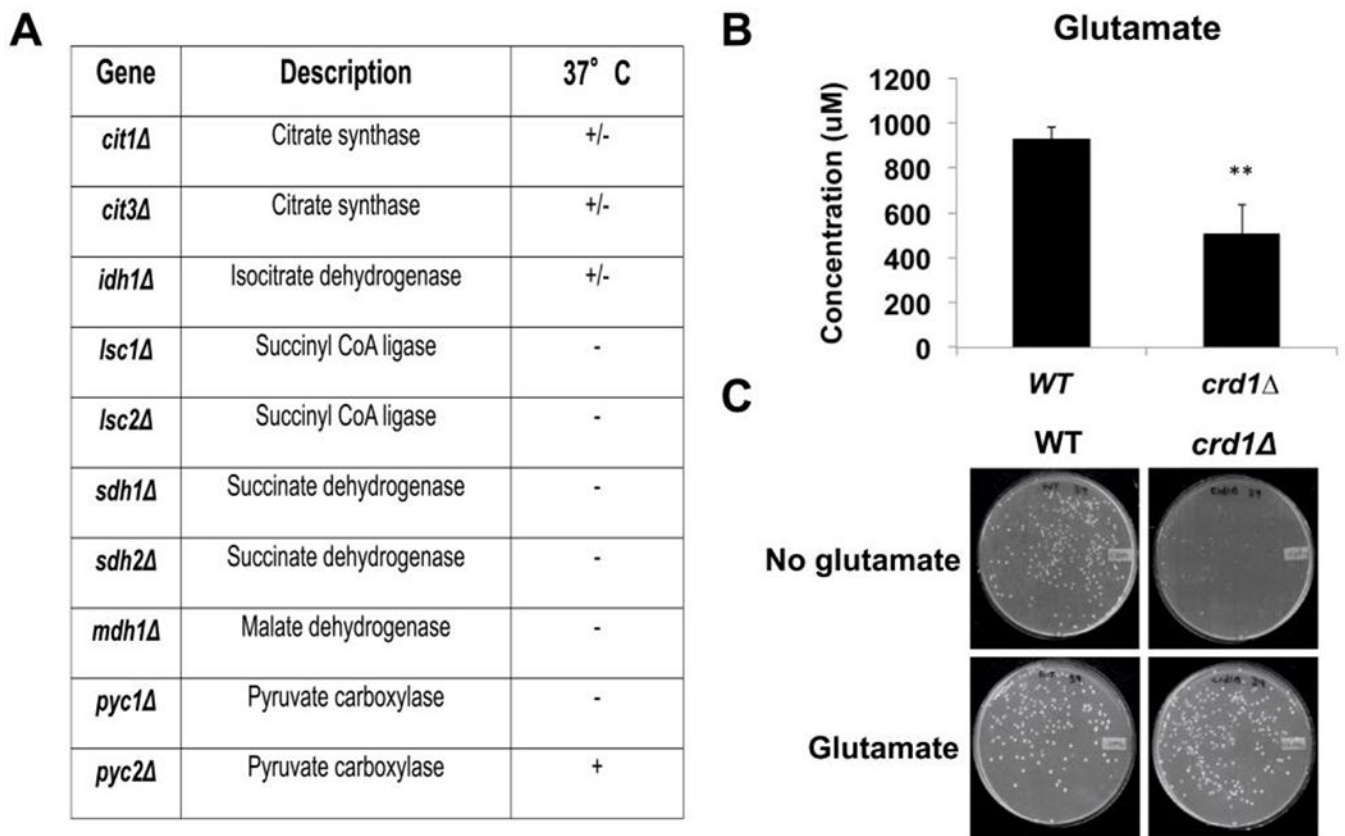 A
Gene Description 37° C
cit1Δ Citrate synthase +/-
cit3Δ Citrate synthase +/-
idh1Δ Isocitrate dehydrogenase +/-
lsc1Δ Succinyl CoA ligase -
lsc2Δ Succinyl CoA ligase -
sdh1Δ Succinate dehydrogenase -
sdh2Δ Succinate dehydrogenase -
mdh1Δ Malate dehydrogenase -
pyc1Δ Pyruvate carboxylase -
pyc2Δ Pyruvate carboxylase +
B
Glutamate
Concentration (uM)
1200
1000
800
600
400
200
0
**
WT crd1Δ
C
WT crd1Δ
No glutamate
Glutamate